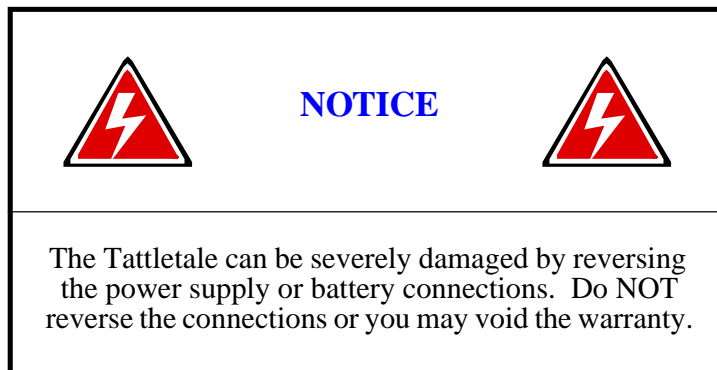 NOTICE
The Tattletale can be severely damaged by reversing
the power supply or battery connections.  Do NOT
reverse the connections or you may void the warranty.